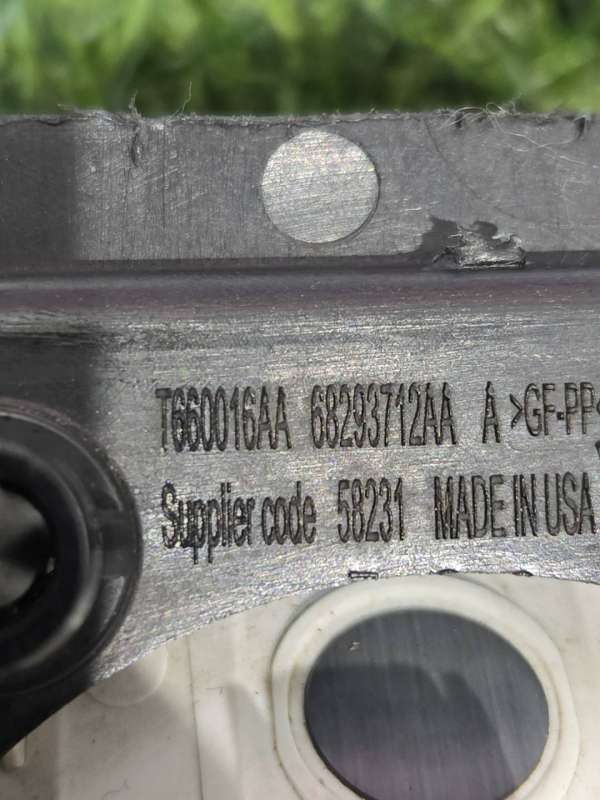 T660016AA 68293712AA A >GF-PP<
Supplier code 58231 MADE IN USA